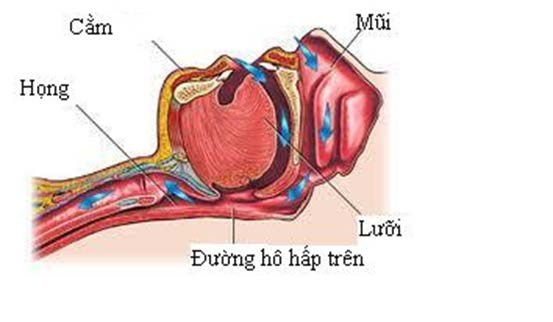 Cằm
Mũi
Họng
Lưỡi
Đường hô hấp trên